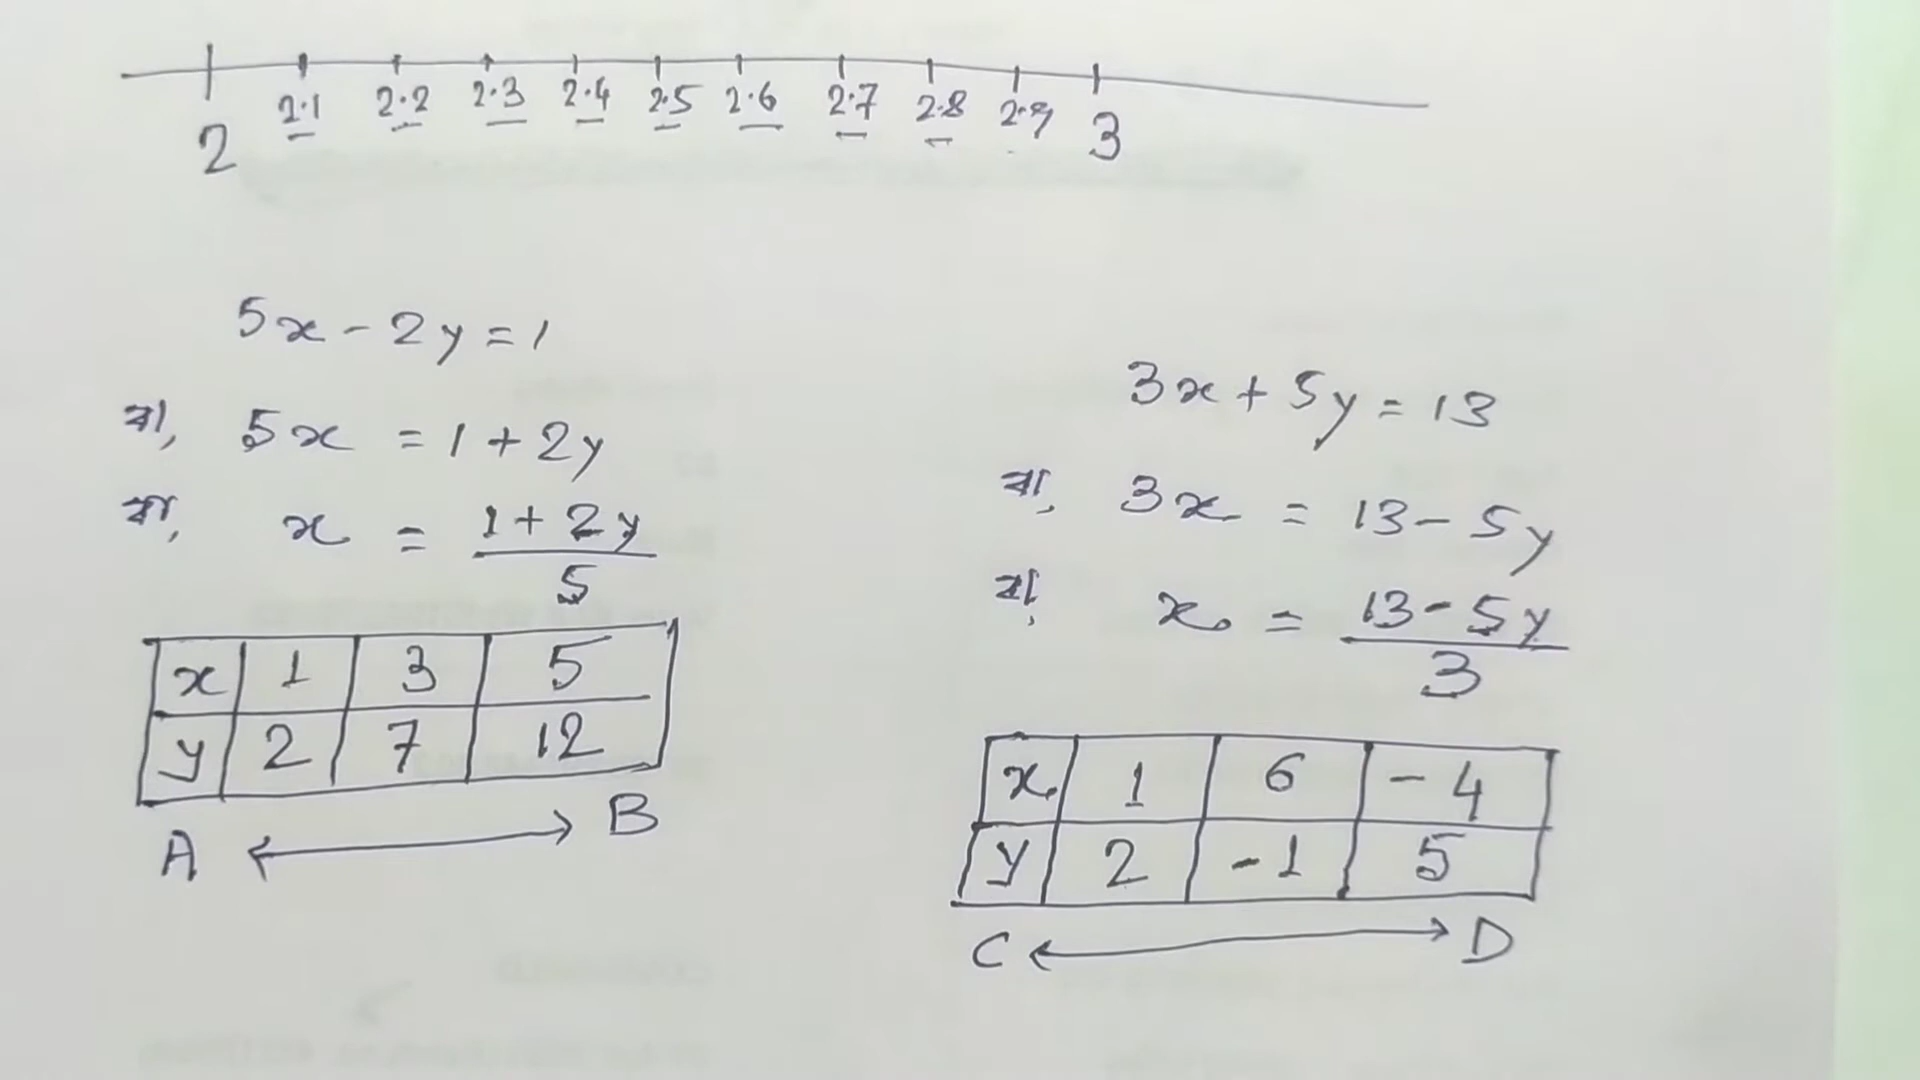 2.1 2.2 2.3 2.4 2.5 2.6 2.7 2.8 2.9
2 3
5x - 2y = 1
বা, 5x = 1 + 2y
বা, x = (1 + 2y)/5
x 1 3 5
y 2 7 12
A ⟷ B
3x + 5y = 13
বা, 3x = 13 - 5y
বা, x = (13 - 5y)/3
x 1 6 -4
y 2 -1 5
C ⟷ D